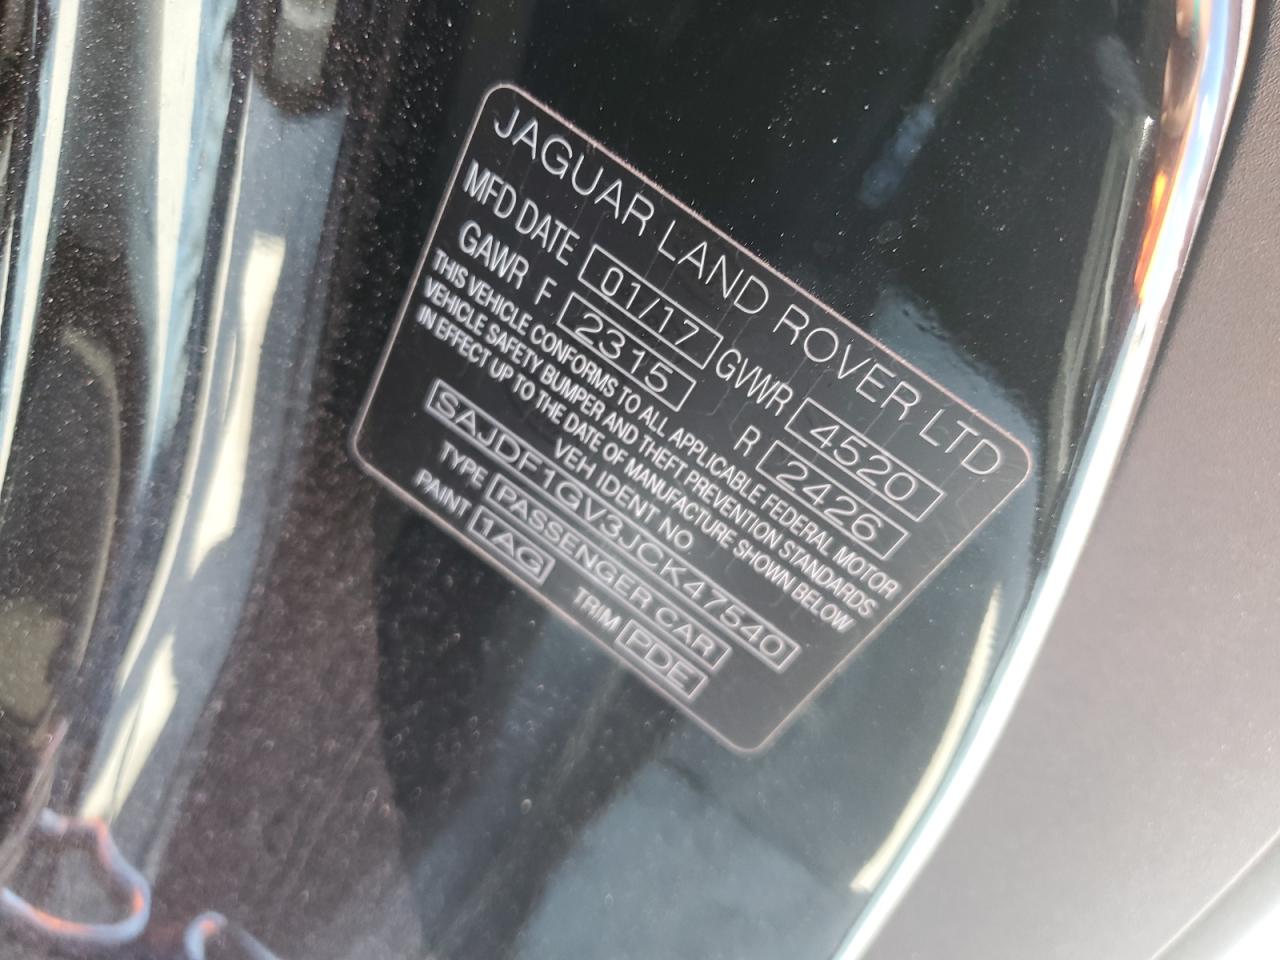 JAGUAR LAND ROVER LTD
MFD DATE 01/17 GVWR 4520
GAWR F 2315 R 2426
THIS VEHICLE CONFORMS TO ALL APPLICABLE FEDERAL MOTOR
VEHICLE SAFETY BUMPER AND THEFT PREVENTION STANDARDS
IN EFFECT UP TO THE DATE OF MANUFACTURE SHOWN BELOW
VEH IDENT NO
SAJDF1GV3JCK47540
TYPE PASSENGER CAR
PAINT 1AG TRIM PDE